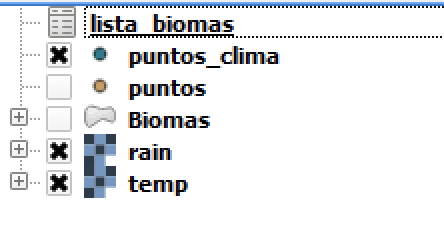 lista_biomas
puntos_clima
puntos
Biomas
rain
temp